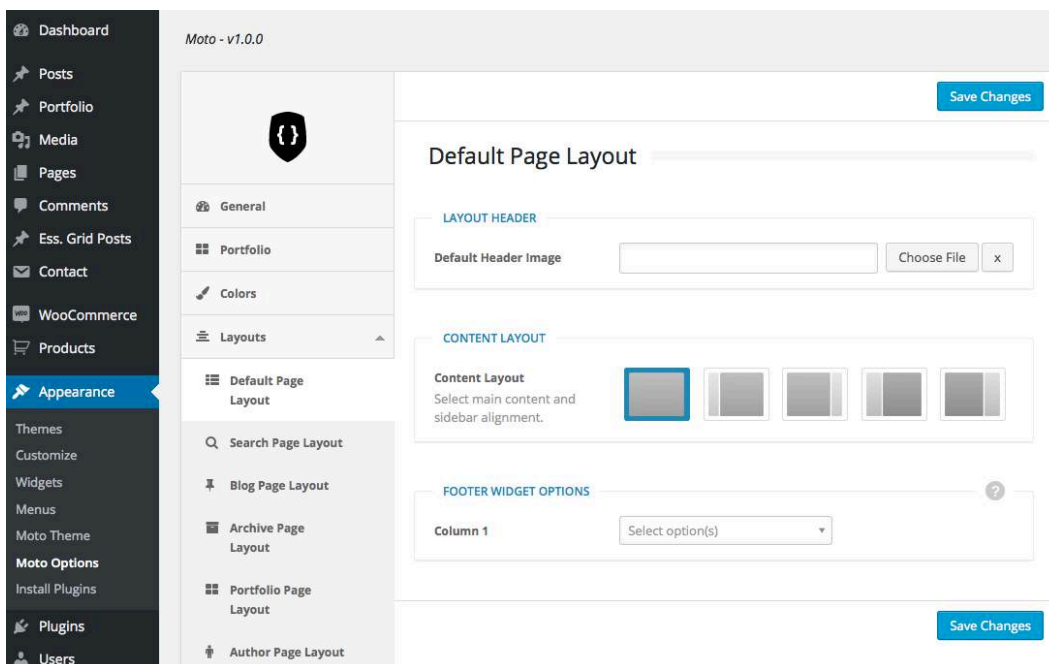 Dashboard
Posts
Portfolio
Media
Pages
Comments
Ess. Grid Posts
Contact
WooCommerce
Products
Appearance
Themes
Customize
Widgets
Menus
Moto Theme
Moto Options
Install Plugins
Plugins
Users
Moto - v1.0.0
{ }
General
Portfolio
Colors
Layouts
Default Page
Layout
Search Page Layout
Blog Page Layout
Archive Page
Layout
Portfolio Page
Layout
Author Page Layout
Save Changes
Default Page Layout
LAYOUT HEADER
Default Header Image
Choose File
x
CONTENT LAYOUT
Content Layout
Select main content and
sidebar alignment.
FOOTER WIDGET OPTIONS
?
Column 1
Select option(s)
Save Changes